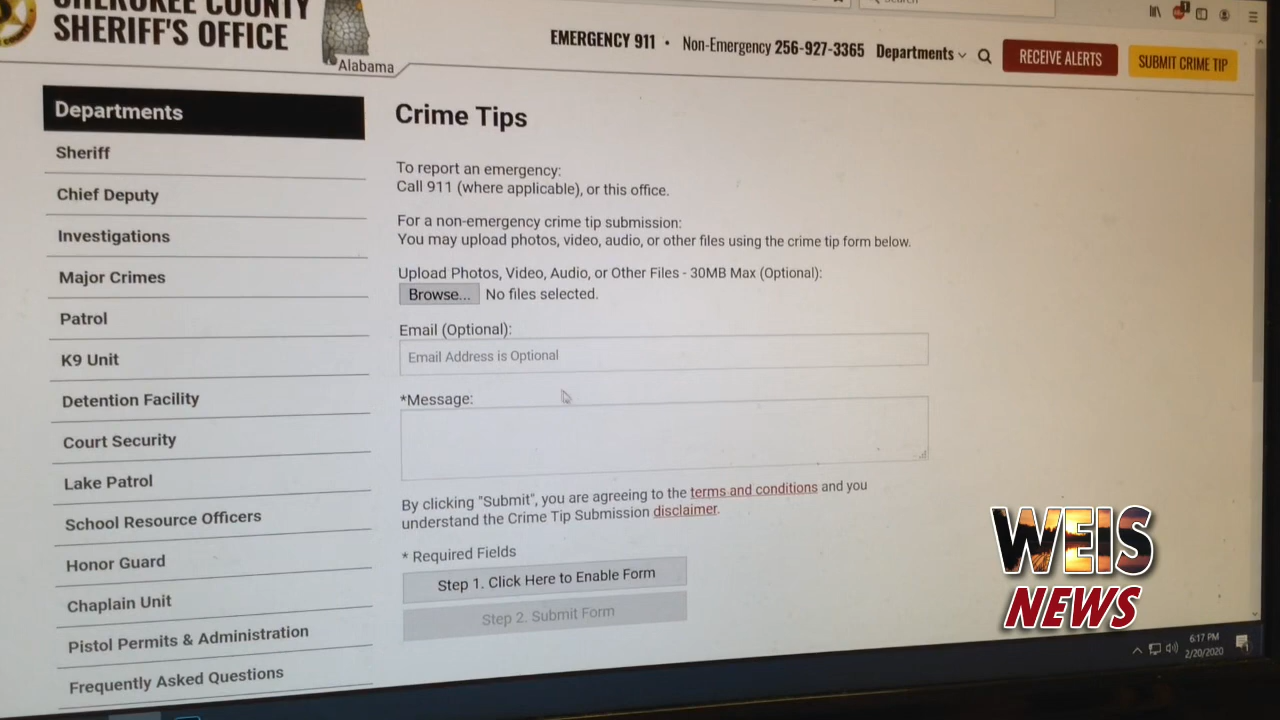 CHEROKEE COUNTY
SHERIFF'S OFFICE
Alabama
EMERGENCY 911 • Non-Emergency 256-927-3365 Departments
RECEIVE ALERTS
SUBMIT CRIME TIP
Departments
Sheriff
Chief Deputy
Investigations
Major Crimes
Patrol
K9 Unit
Detention Facility
Court Security
Lake Patrol
School Resource Officers
Honor Guard
Chaplain Unit
Pistol Permits & Administration
Frequently Asked Questions
Crime Tips
To report an emergency:
Call 911 (where applicable), or this office.
For a non-emergency crime tip submission:
You may upload photos, video, audio, or other files using the crime tip form below.
Upload Photos, Video, Audio, or Other Files - 30MB Max (Optional):
Browse... No files selected.
Email (Optional):
Email Address is Optional
*Message:
By clicking "Submit", you are agreeing to the terms and conditions and you
understand the Crime Tip Submission disclaimer.
* Required Fields
Step 1. Click Here to Enable Form
Step 2. Submit Form
WEIS
NEWS
6:17 PM
2/20/2020